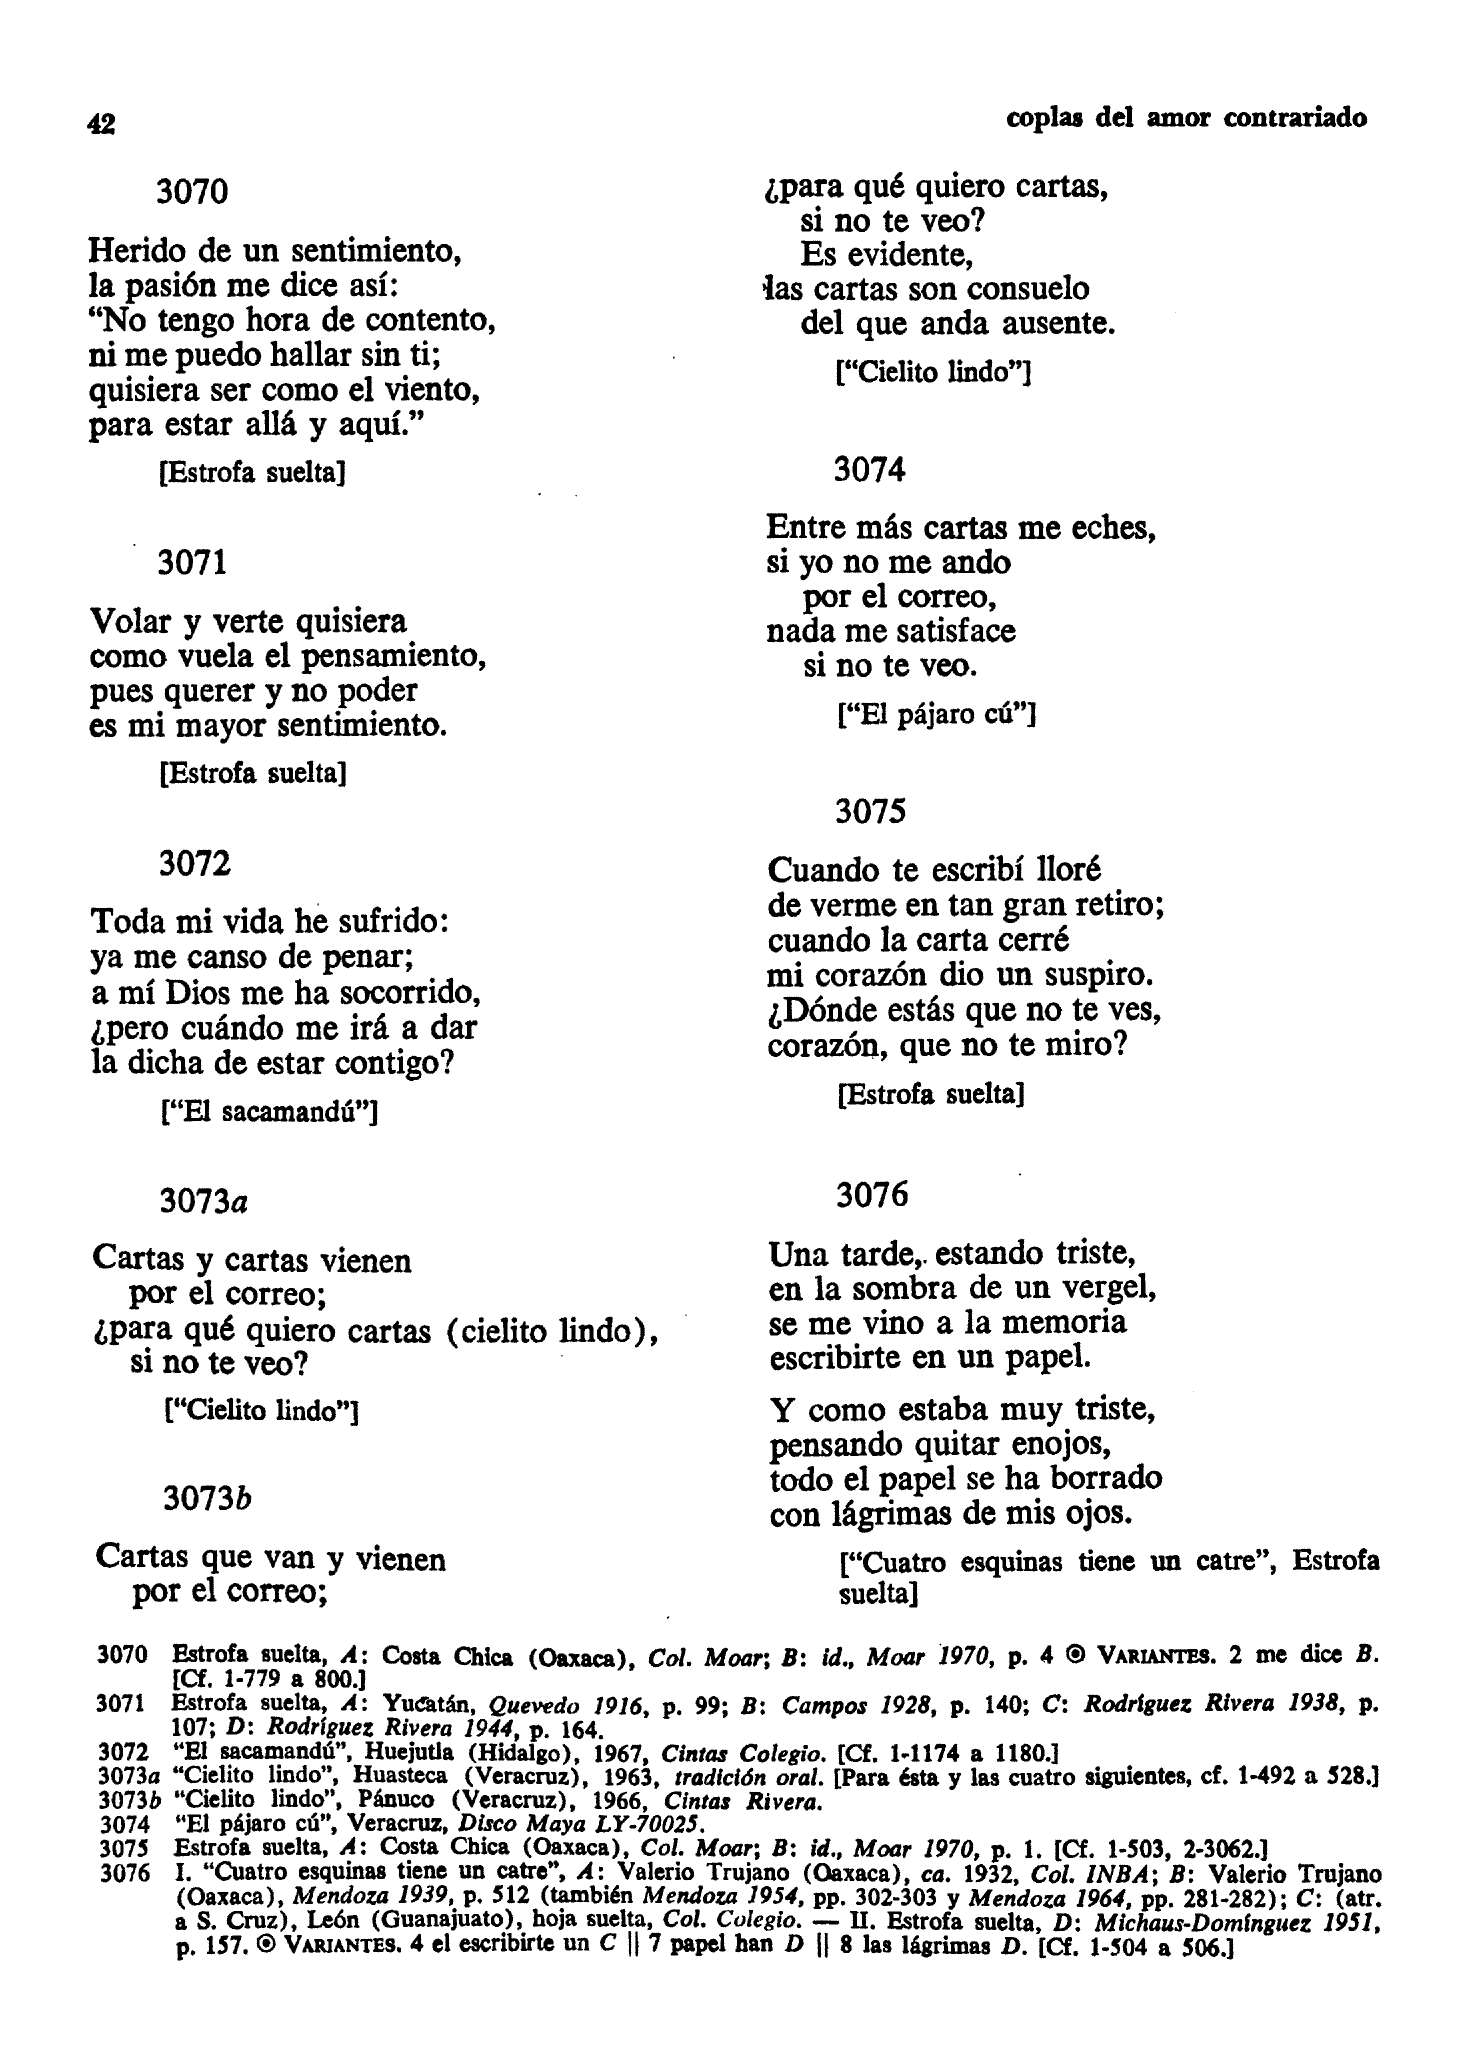 42
coplas del amor contrariado
3070
Herido de un sentimiento,
la pasión me dice así:
“No tengo hora de contento,
ni me puedo hallar sin ti;
quisiera ser como el viento,
para estar allá y aquí.”
[Estrofa suelta]
3071
Volar y verte quisiera
como vuela el pensamiento,
pues querer y no poder
es mi mayor sentimiento.
[Estrofa suelta]
3072
Toda mi vida he sufrido:
ya me canso de penar;
a mí Dios me ha socorrido,
¿pero cuándo me irá a dar
la dicha de estar contigo?
[“El sacamandú”]
3073a
Cartas y cartas vienen
por el correo;
¿para qué quiero cartas (cielito lindo),
si no te veo?
[“Cielito lindo”]
3073b
Cartas que van y vienen
por el correo;
¿para qué quiero cartas,
si no te veo?
Es evidente,
las cartas son consuelo
del que anda ausente.
[“Cielito lindo”]
3074
Entre más cartas me eches,
si yo no me ando
por el correo,
nada me satisface
si no te veo.
[“El pájaro cú”]
3075
Cuando te escribí lloré
de verme en tan gran retiro;
cuando la carta cerré
mi corazón dio un suspiro.
¿Dónde estás que no te ves,
corazón, que no te miro?
[Estrofa suelta]
3076
Una tarde, estando triste,
en la sombra de un vergel,
se me vino a la memoria
escribirte en un papel.
Y como estaba muy triste,
pensando quitar enojos,
todo el papel se ha borrado
con lágrimas de mis ojos.
[“Cuatro esquinas tiene un catre”, Estrofa
suelta]
3070 Estrofa suelta, A: Costa Chica (Oaxaca), Col. Moar; B: id., Moar 1970, p. 4 ⊙ VARIANTES. 2 me dice B.
[Cf. 1-779 a 800.]
3071 Estrofa suelta, A: Yucatán, Quevedo 1916, p. 99; B: Campos 1928, p. 140; C: Rodríguez Rivera 1938, p.
107; D: Rodríguez Rivera 1944, p. 164.
3072 “El sacamandú”, Huejutla (Hidalgo), 1967, Cintas Colegio. [Cf. 1-1174 a 1180.]
3073a “Cielito lindo”, Huasteca (Veracruz), 1963, tradición oral. [Para ésta y las cuatro siguientes, cf. 1-492 a 528.]
3073b “Cielito lindo”, Pánuco (Veracruz), 1966, Cintas Rivera.
3074 “El pájaro cú”, Veracruz, Disco Maya LY-70025.
3075 Estrofa suelta, A: Costa Chica (Oaxaca), Col. Moar; B: id., Moar 1970, p. 1. [Cf. 1-503, 2-3062.]
3076 I. “Cuatro esquinas tiene un catre”, A: Valerio Trujano (Oaxaca), ca. 1932, Col. INBA; B: Valerio Trujano
(Oaxaca), Mendoza 1939, p. 512 (también Mendoza 1954, pp. 302-303 y Mendoza 1964, pp. 281-282); C: (atr.
a S. Cruz), León (Guanajuato), hoja suelta, Col. Colegio. — II. Estrofa suelta, D: Michaus-Domínguez 1951,
p. 157. ⊙ VARIANTES. 4 el escribirte un C || 7 papel han D || 8 las lágrimas D. [Cf. 1-504 a 506.]